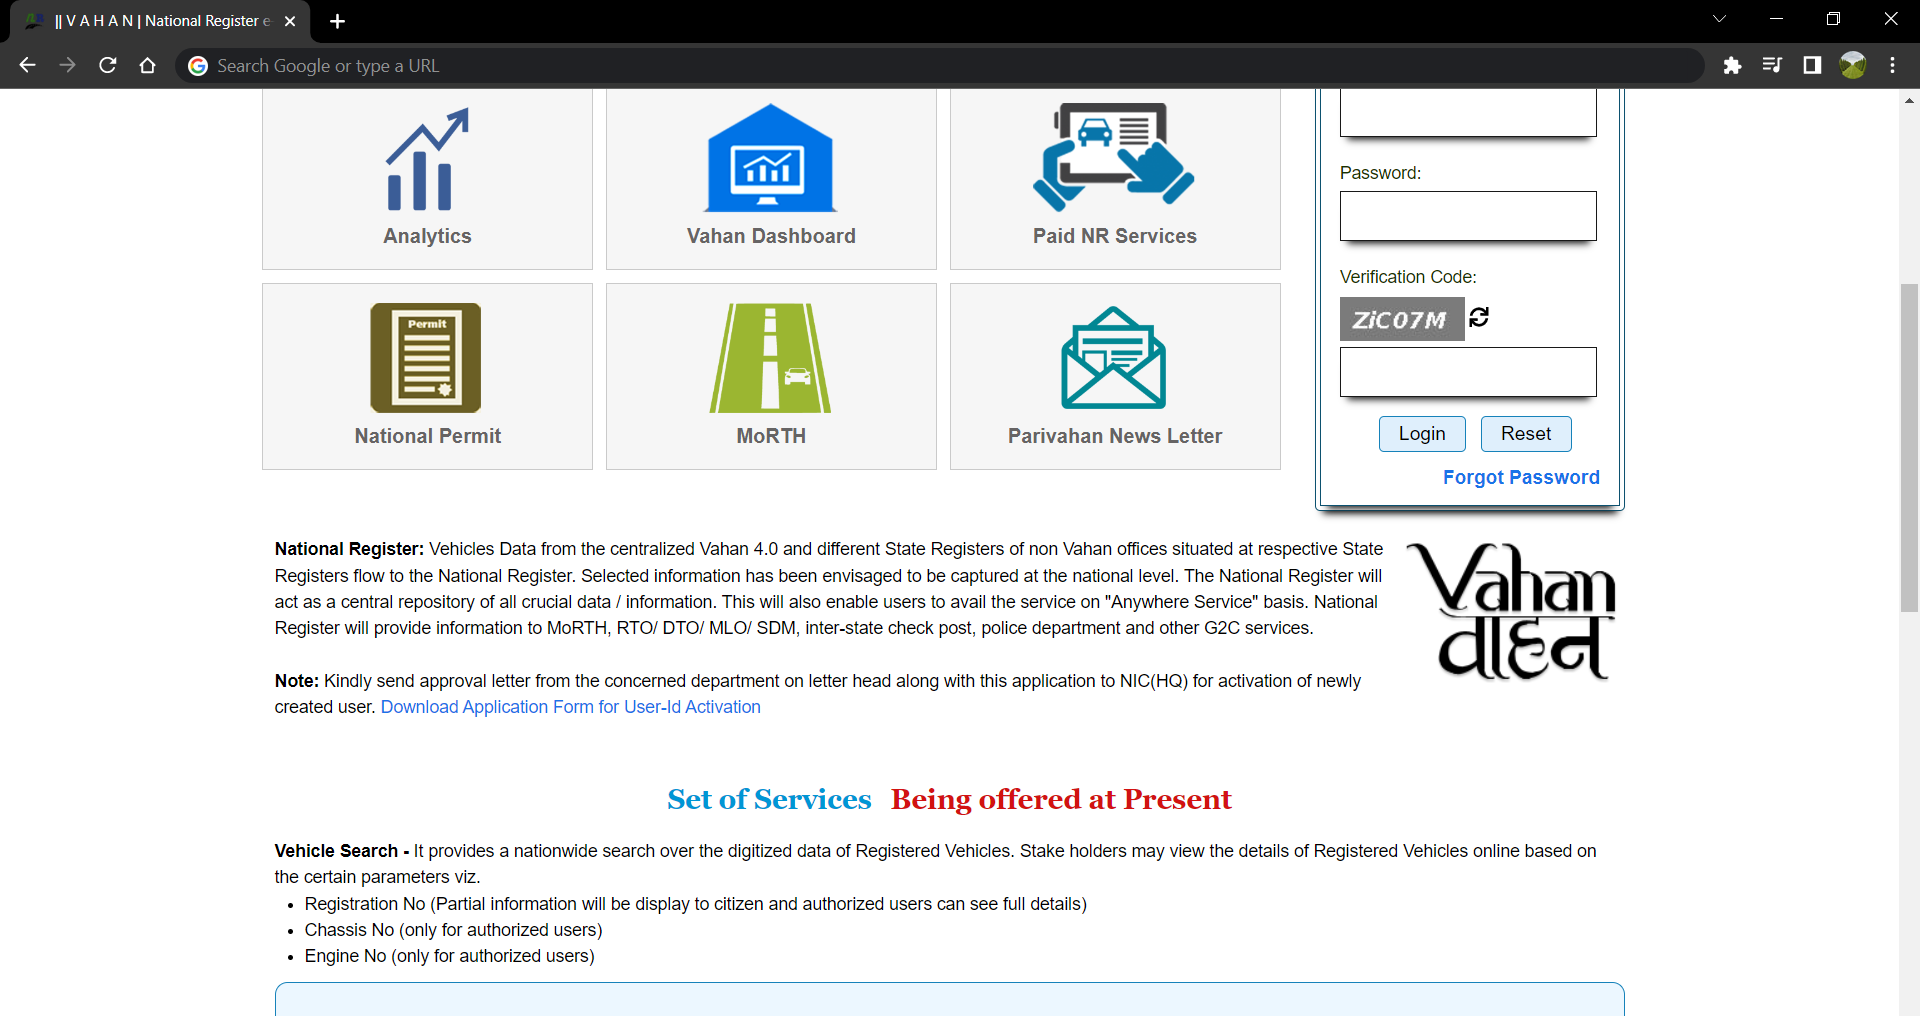 || V A H A N | National Register e
Search Google or type a URL
Analytics
Vahan Dashboard
Paid NR Services
Password:
Verification Code:
ZiC07M
Permit
National Permit
MoRTH
Parivahan News Letter
Login
Reset
Forgot Password
National Register: Vehicles Data from the centralized Vahan 4.0 and different State Registers of non Vahan offices situated at respective State
Registers flow to the National Register. Selected information has been envisaged to be captured at the national level. The National Register will
act as a central repository of all crucial data / information. This will also enable users to avail the service on "Anywhere Service" basis. National
Register will provide information to MoRTH, RTO/ DTO/ MLO/ SDM, inter-state check post, police department and other G2C services.
Vahan
वाहन
Note: Kindly send approval letter from the concerned department on letter head along with this application to NIC(HQ) for activation of newly
created user. Download Application Form for User-Id Activation
Set of Services Being offered at Present
Vehicle Search - It provides a nationwide search over the digitized data of Registered Vehicles. Stake holders may view the details of Registered Vehicles online based on
the certain parameters viz.
• Registration No (Partial information will be display to citizen and authorized users can see full details)
• Chassis No (only for authorized users)
• Engine No (only for authorized users)